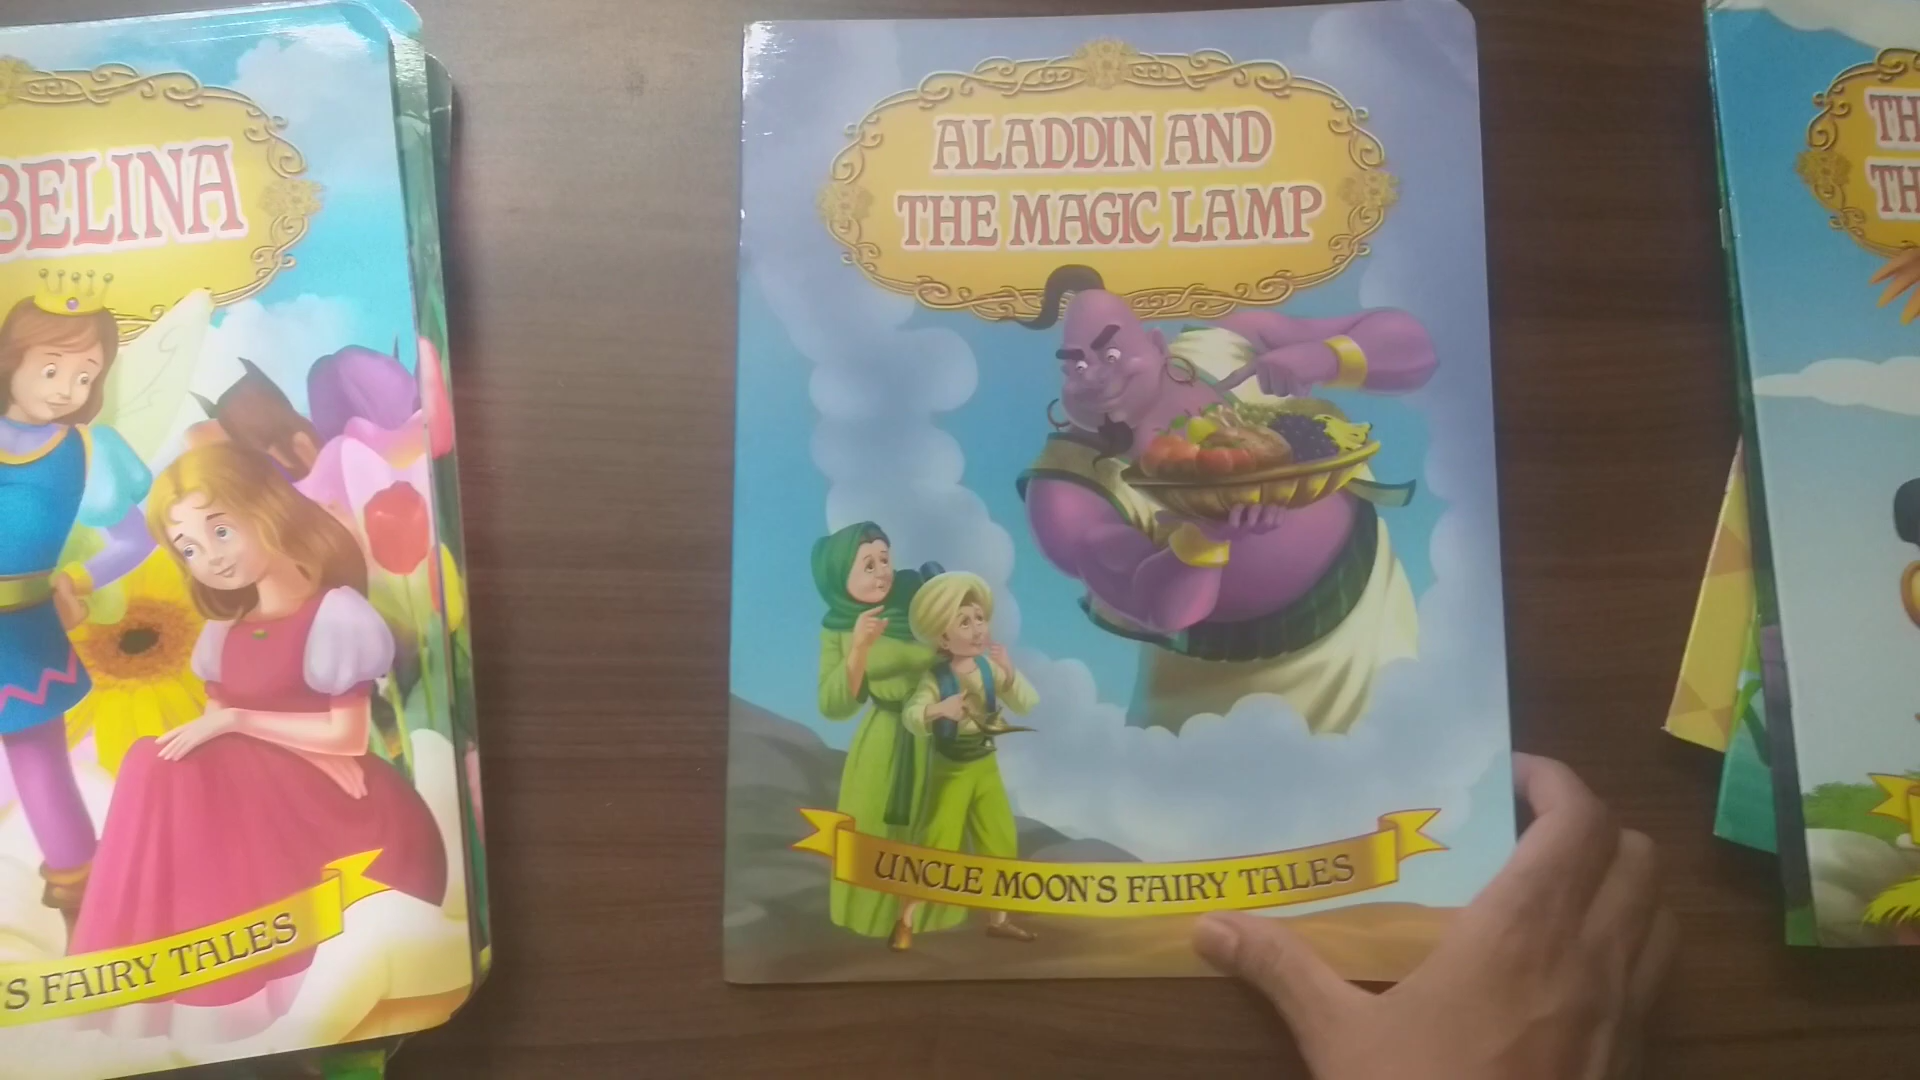 BELINA
'S FAIRY TALES
ALADDIN AND
THE MAGIC LAMP
UNCLE MOON'S FAIRY TALES
TH
TH